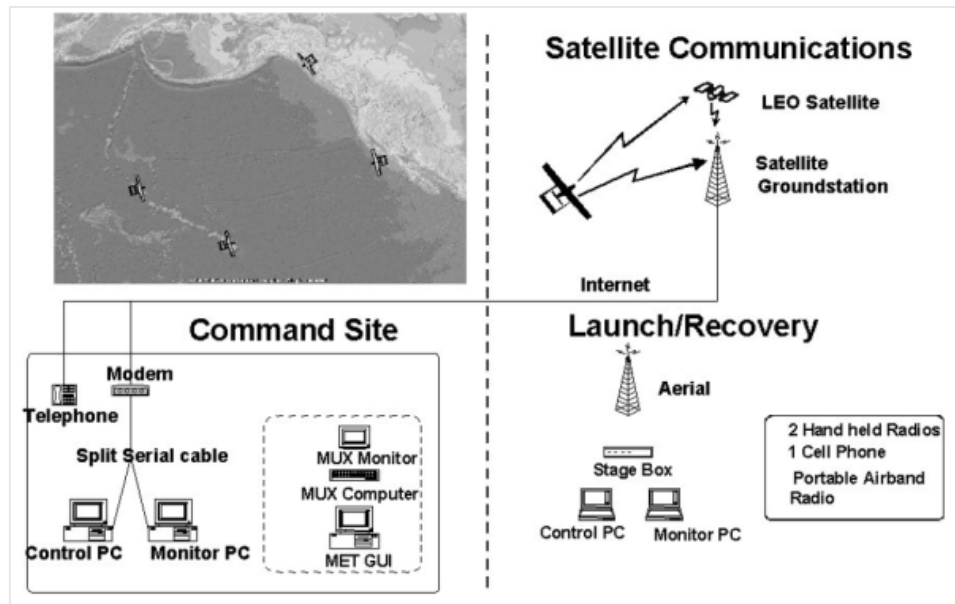 Satellite Communications
LEO Satellite
Satellite
Groundstation
Internet
Command Site
Modem
Telephone
Split Serial cable
Control PC
Monitor PC
MUX Monitor
MUX Computer
MET GUI
Launch/Recovery
Aerial
Stage Box
Control PC
Monitor PC
2 Hand held Radios
1 Cell Phone
Portable Airband
Radio